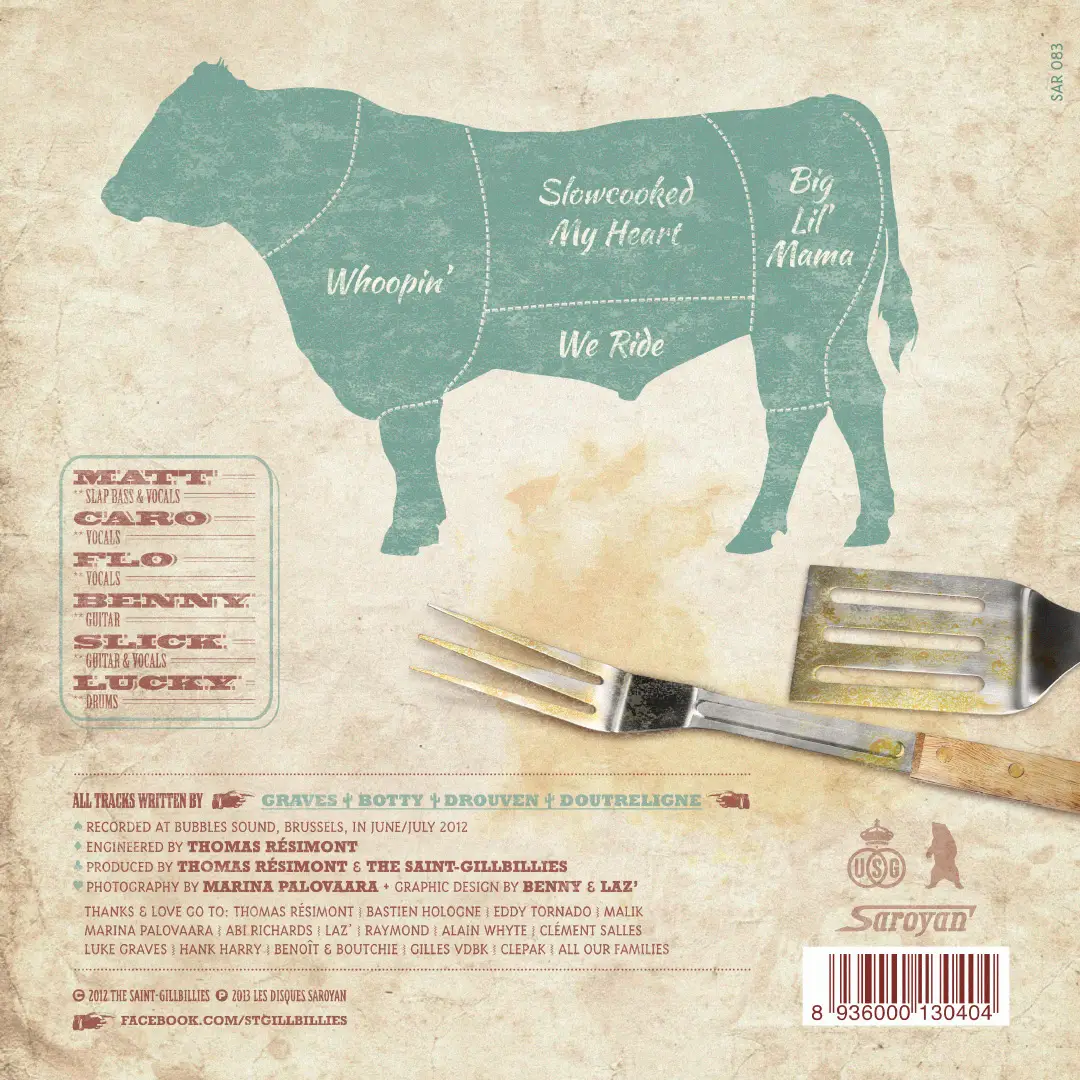 SAR 083
Slowcooked
My Heart
Big
Lil'
Mama
Whoopin'
We Ride
MATT
** SLAP BASS & VOCALS
CARO
** VOCALS
FLO
** VOCALS
BENNY
** GUITAR
SLICK
** GUITAR & VOCALS
LUCKY
** DRUMS
ALL TRACKS WRITTEN BY GRAVES BOTTY DROUVEN DOUTRELIGNE
♠ RECORDED AT BUBBLES SOUND, BRUSSELS, IN JUNE/JULY 2012
♦ ENGINEERED BY THOMAS RÉSIMONT
♣ PRODUCED BY THOMAS RÉSIMONT & THE SAINT-GILLBILLIES
♥ PHOTOGRAPHY BY MARINA PALOVAARA + GRAPHIC DESIGN BY BENNY & LAZ'
THANKS & LOVE GO TO: THOMAS RÉSIMONT | BASTIEN HOLOGNE | EDDY TORNADO | MALIK
MARINA PALOVAARA | ABI RICHARDS | LAZ' | RAYMOND | ALAIN WHYTE | CLÉMENT SALLES
LUKE GRAVES | HANK HARRY | BENOÎT & BOUTCHIE | GILLES VDBK | CLEPAK | ALL OUR FAMILIES
© 2012 THE SAINT-GILLBILLIES ℗ 2013 LES DISQUES SAROYAN
FACEBOOK.COM/STGILLBILLIES
USG
Saroyan'
8 936000 130404